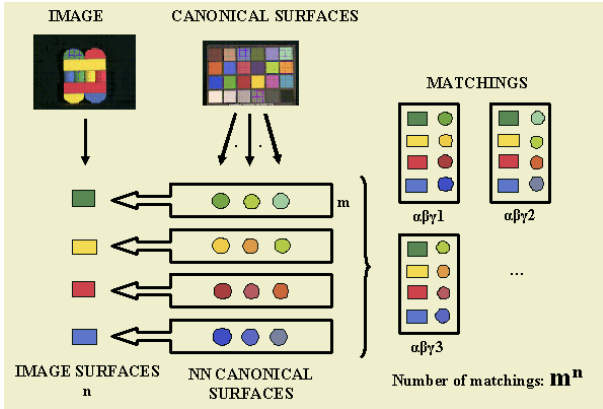 IMAGE
CANONICAL SURFACES
MATCHINGS
m
αβγ1
αβγ2
αβγ3
...
IMAGE SURFACES
n
NN CANONICAL
SURFACES
Number of matchings: mⁿ